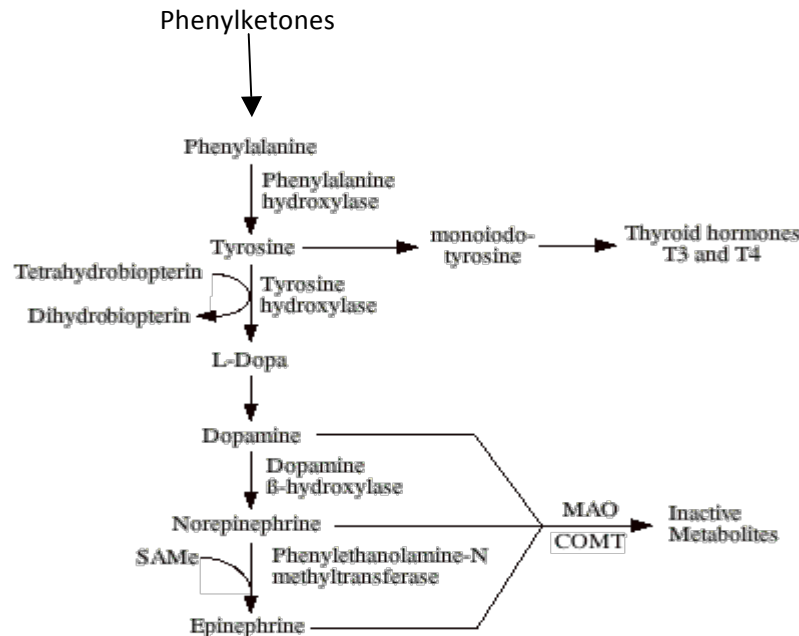 Phenylketones
Phenylalanine
Phenylalanine
hydroxylase
Tyrosine
monoiodo-
tyrosine
Thyroid hormones
T3 and T4
Tetrahydrobiopterin
Tyrosine
hydroxylase
Dihydrobiopterin
L-Dopa
Dopamine
Dopamine
ß-hydroxylase
Norepinephrine
MAO
COMT
Inactive
Metabolites
SAMe
Phenylethanolamine-N
methyltransferase
Epinephrine